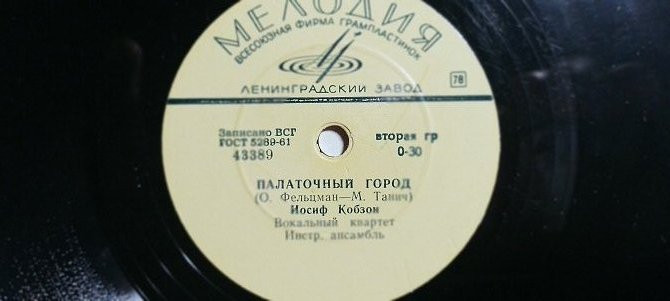 МЕЛОДИЯ
ВСЕСОЮЗНАЯ ФИРМА ГРАМПЛАСТИНОК
ЛЕНИНГРАДСКИЙ ЗАВОД
78
Записано ВСГ
ГОСТ 5289-61
43389
вторая гр
0-30
ПАЛАТОЧНЫЙ ГОРОД
(О. Фельцман—М. Танич)
Иосиф Кобзон
Вокальный квартет
Инстр. ансамбль